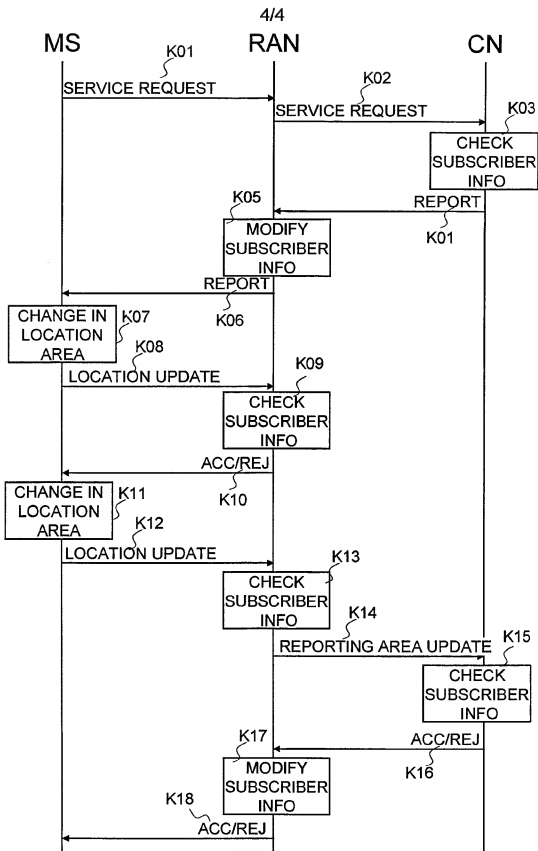 4/4
MS RAN CN
K01
SERVICE REQUEST
K02
SERVICE REQUEST
K03
CHECK
SUBSCRIBER
INFO
REPORT
K01
K05
MODIFY
SUBSCRIBER
INFO
REPORT
K06
CHANGE IN
LOCATION
AREA
K07
K08
LOCATION UPDATE
K09
CHECK
SUBSCRIBER
INFO
ACC/REJ
K10
CHANGE IN
LOCATION
AREA
K11
K12
LOCATION UPDATE
K13
CHECK
SUBSCRIBER
INFO
K14
REPORTING AREA UPDATE
K15
CHECK
SUBSCRIBER
INFO
ACC/REJ
K16
K17
MODIFY
SUBSCRIBER
INFO
K18
ACC/REJ